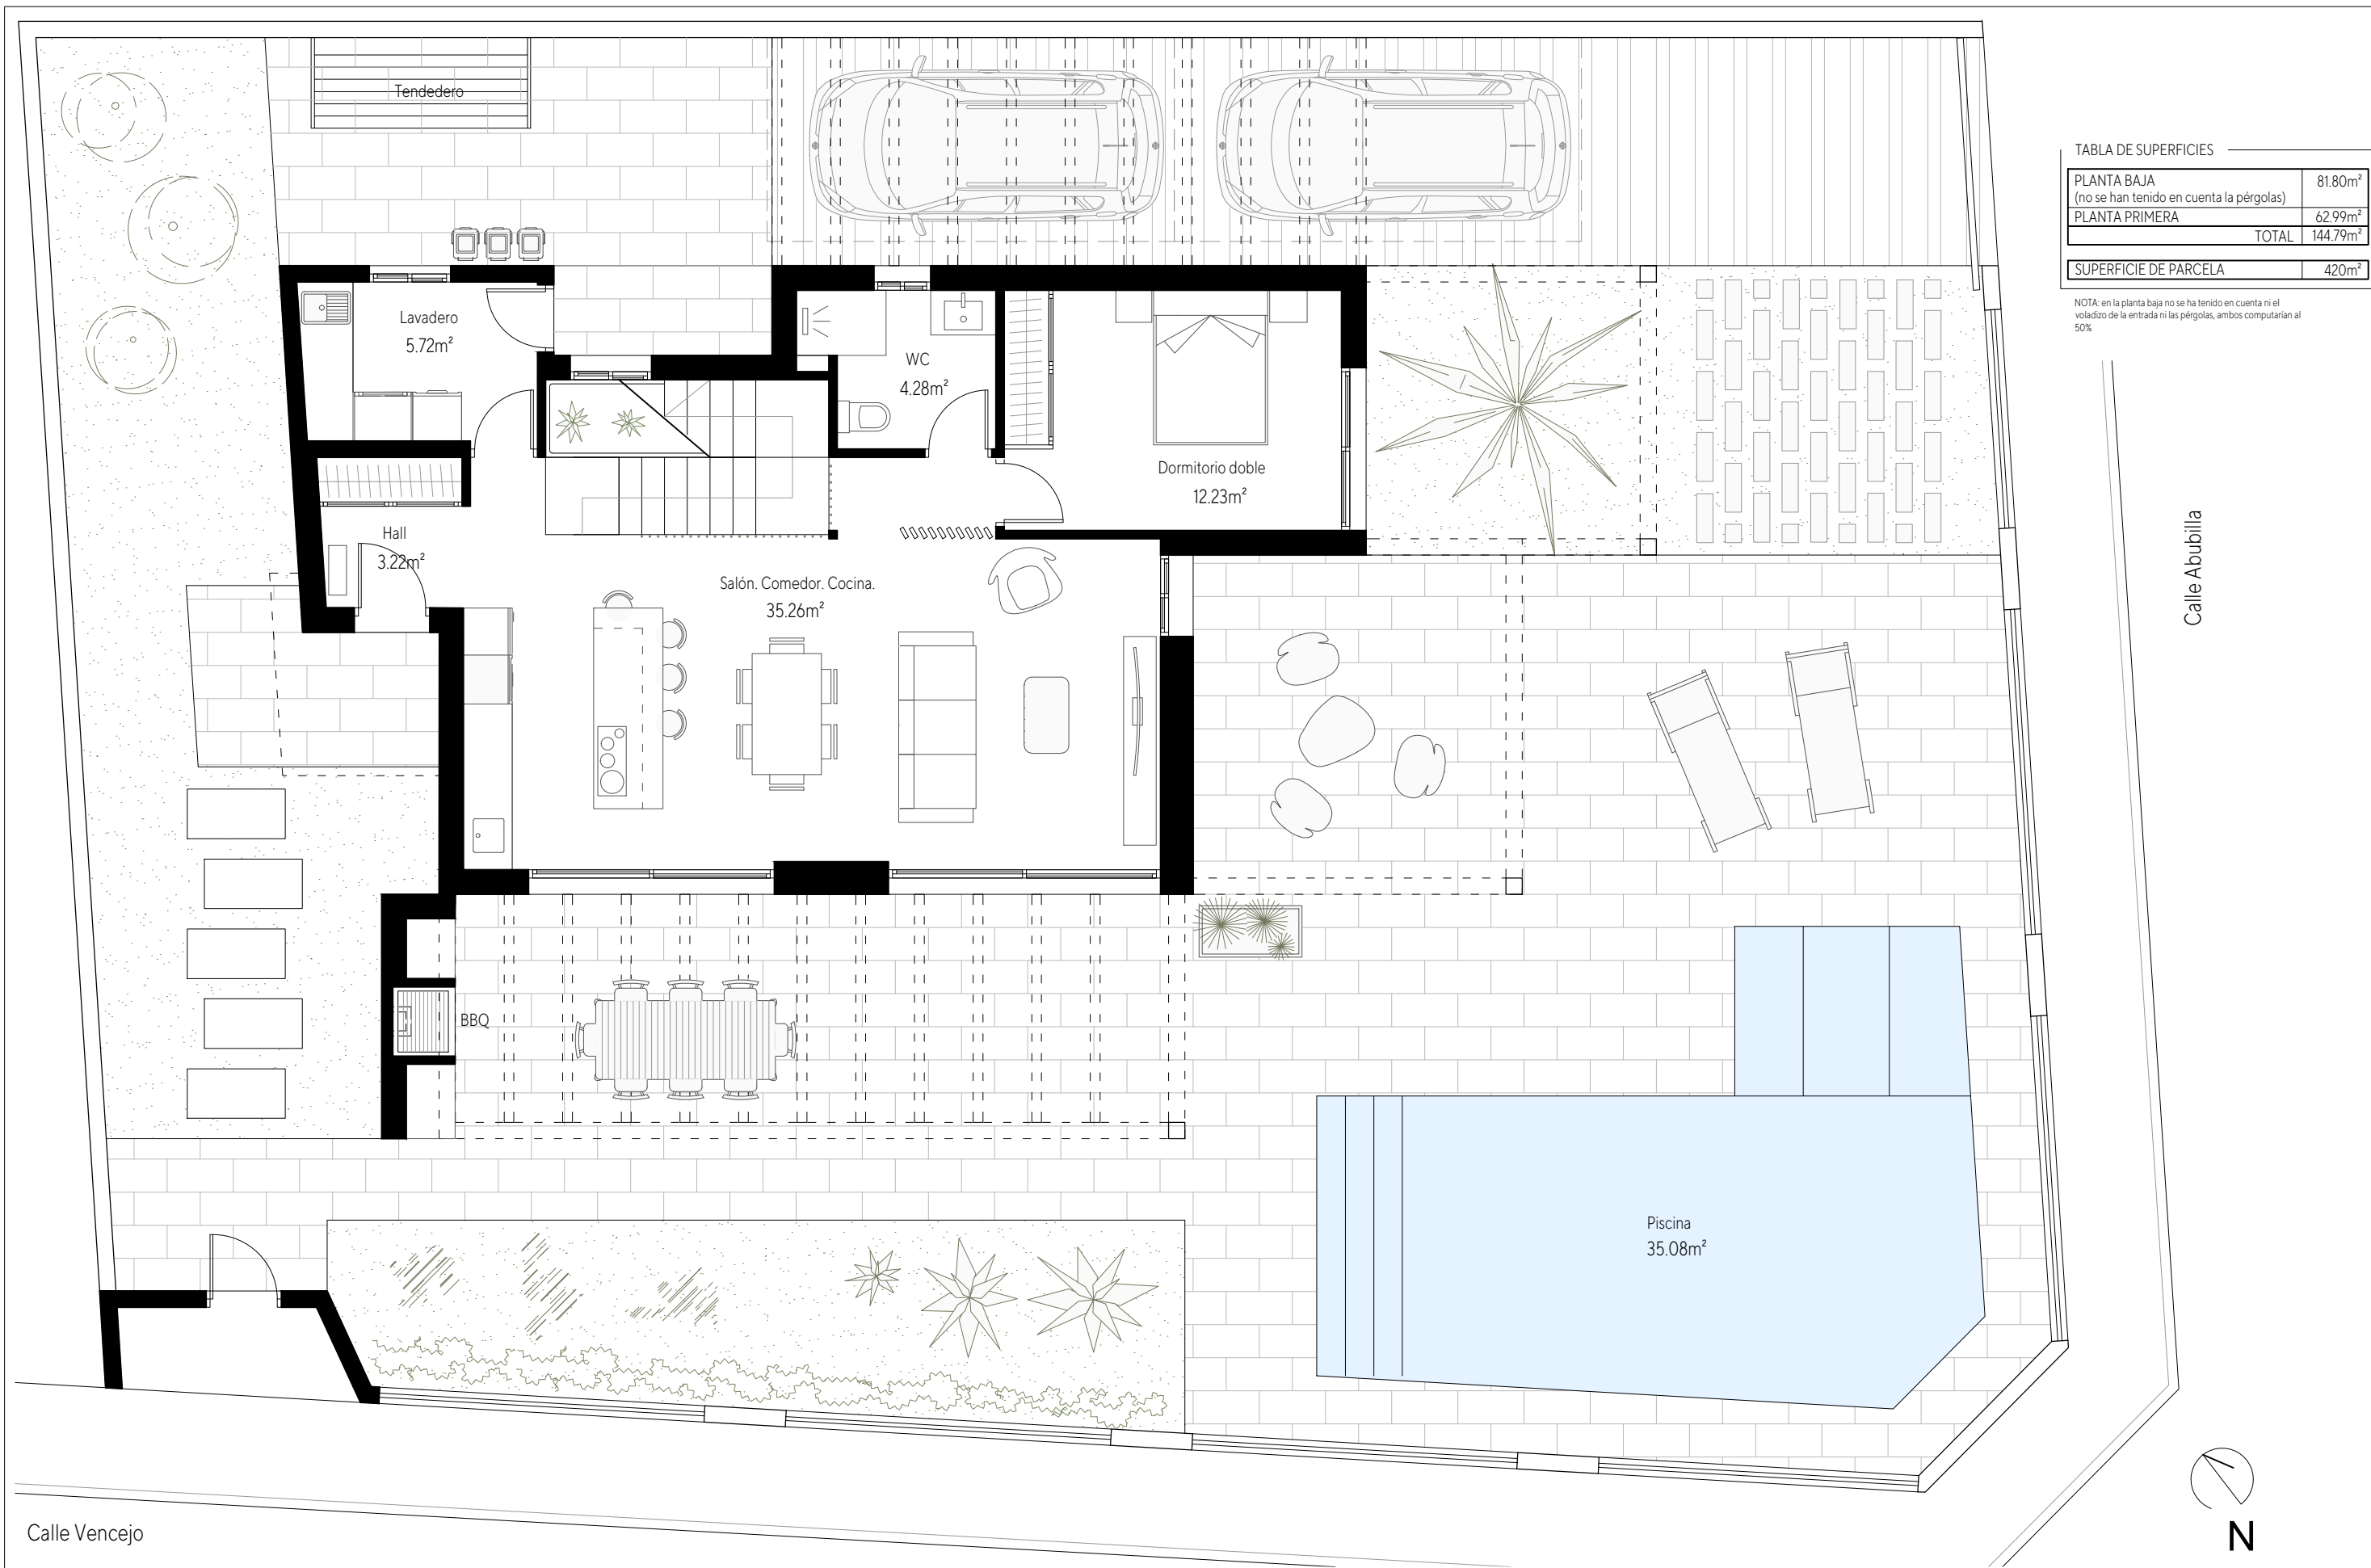 Tendedero
TABLA DE SUPERFICIES
PLANTA BAJA 81.80m²
(no se han tenido en cuenta la pérgolas)
PLANTA PRIMERA 62.99m²
TOTAL 144.79m²
SUPERFICIE DE PARCELA 420m²
NOTA: en la planta baja no se ha tenido en cuenta ni el
voladizo de la entrada ni las pérgolas, ambos computarían al
50%
Lavadero
5.72m²
WC
4.28m²
Dormitorio doble
12.23m²
Hall
3.22m²
Salón. Comedor. Cocina.
35.26m²
Calle Abubilla
BBQ
Piscina
35.08m²
Calle Vencejo
N